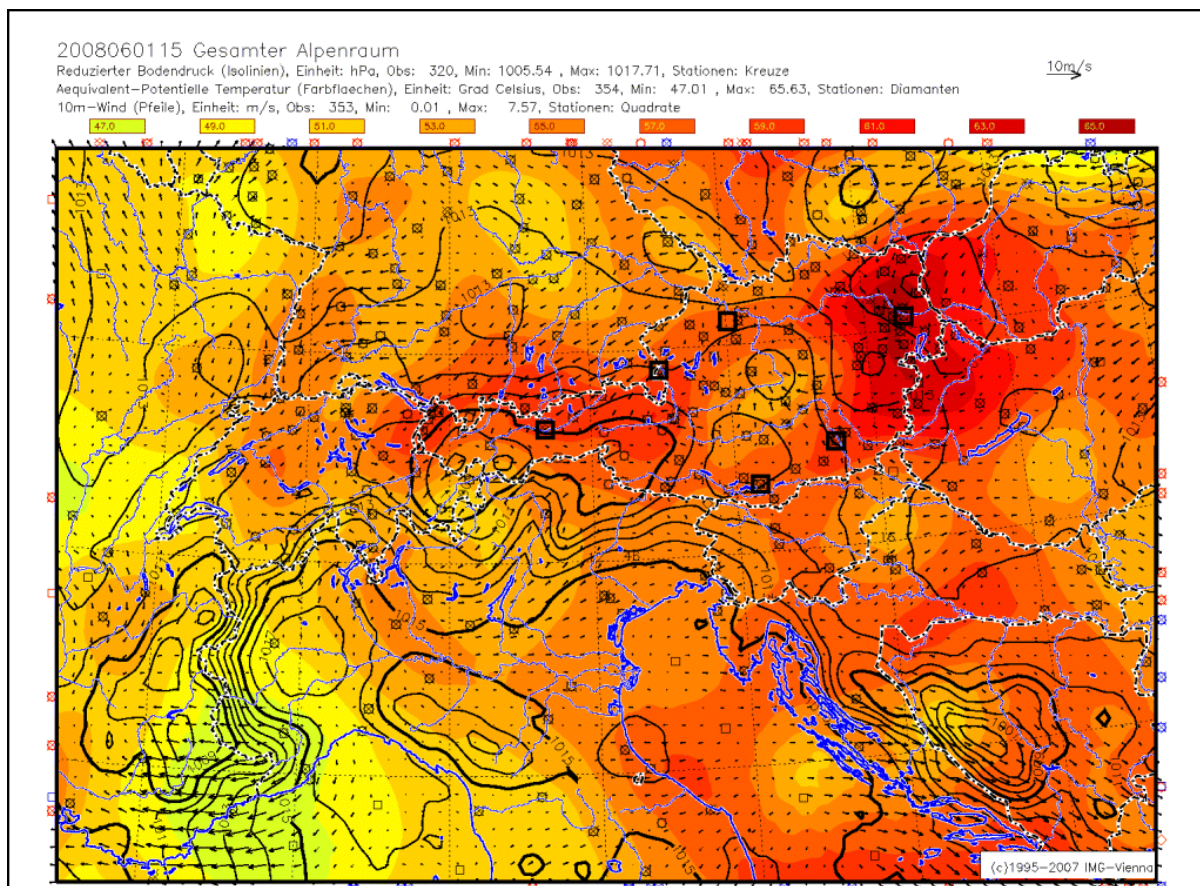 2008060115 Gesamter Alpenraum
Reduzierter Bodendruck (Isolinien), Einheit: hPa, Obs: 320, Min: 1005.54 , Max: 1017.71, Stationen: Kreuze
Aequivalent-Potentielle Temperatur (Farbflaechen), Einheit: Grad Celsius, Obs: 354, Min: 47.01 , Max: 65.63, Stationen: Diamanten
10m-Wind (Pfeile), Einheit: m/s, Obs: 353, Min: 0.01 , Max: 7.57, Stationen: Quadrate
10m/s
47.0 49.0 51.0 53.0 55.0 57.0 59.0 61.0 63.0 65.0
1013
1013
1013
1015
1015
(c)1995-2007 IMG-Vienna